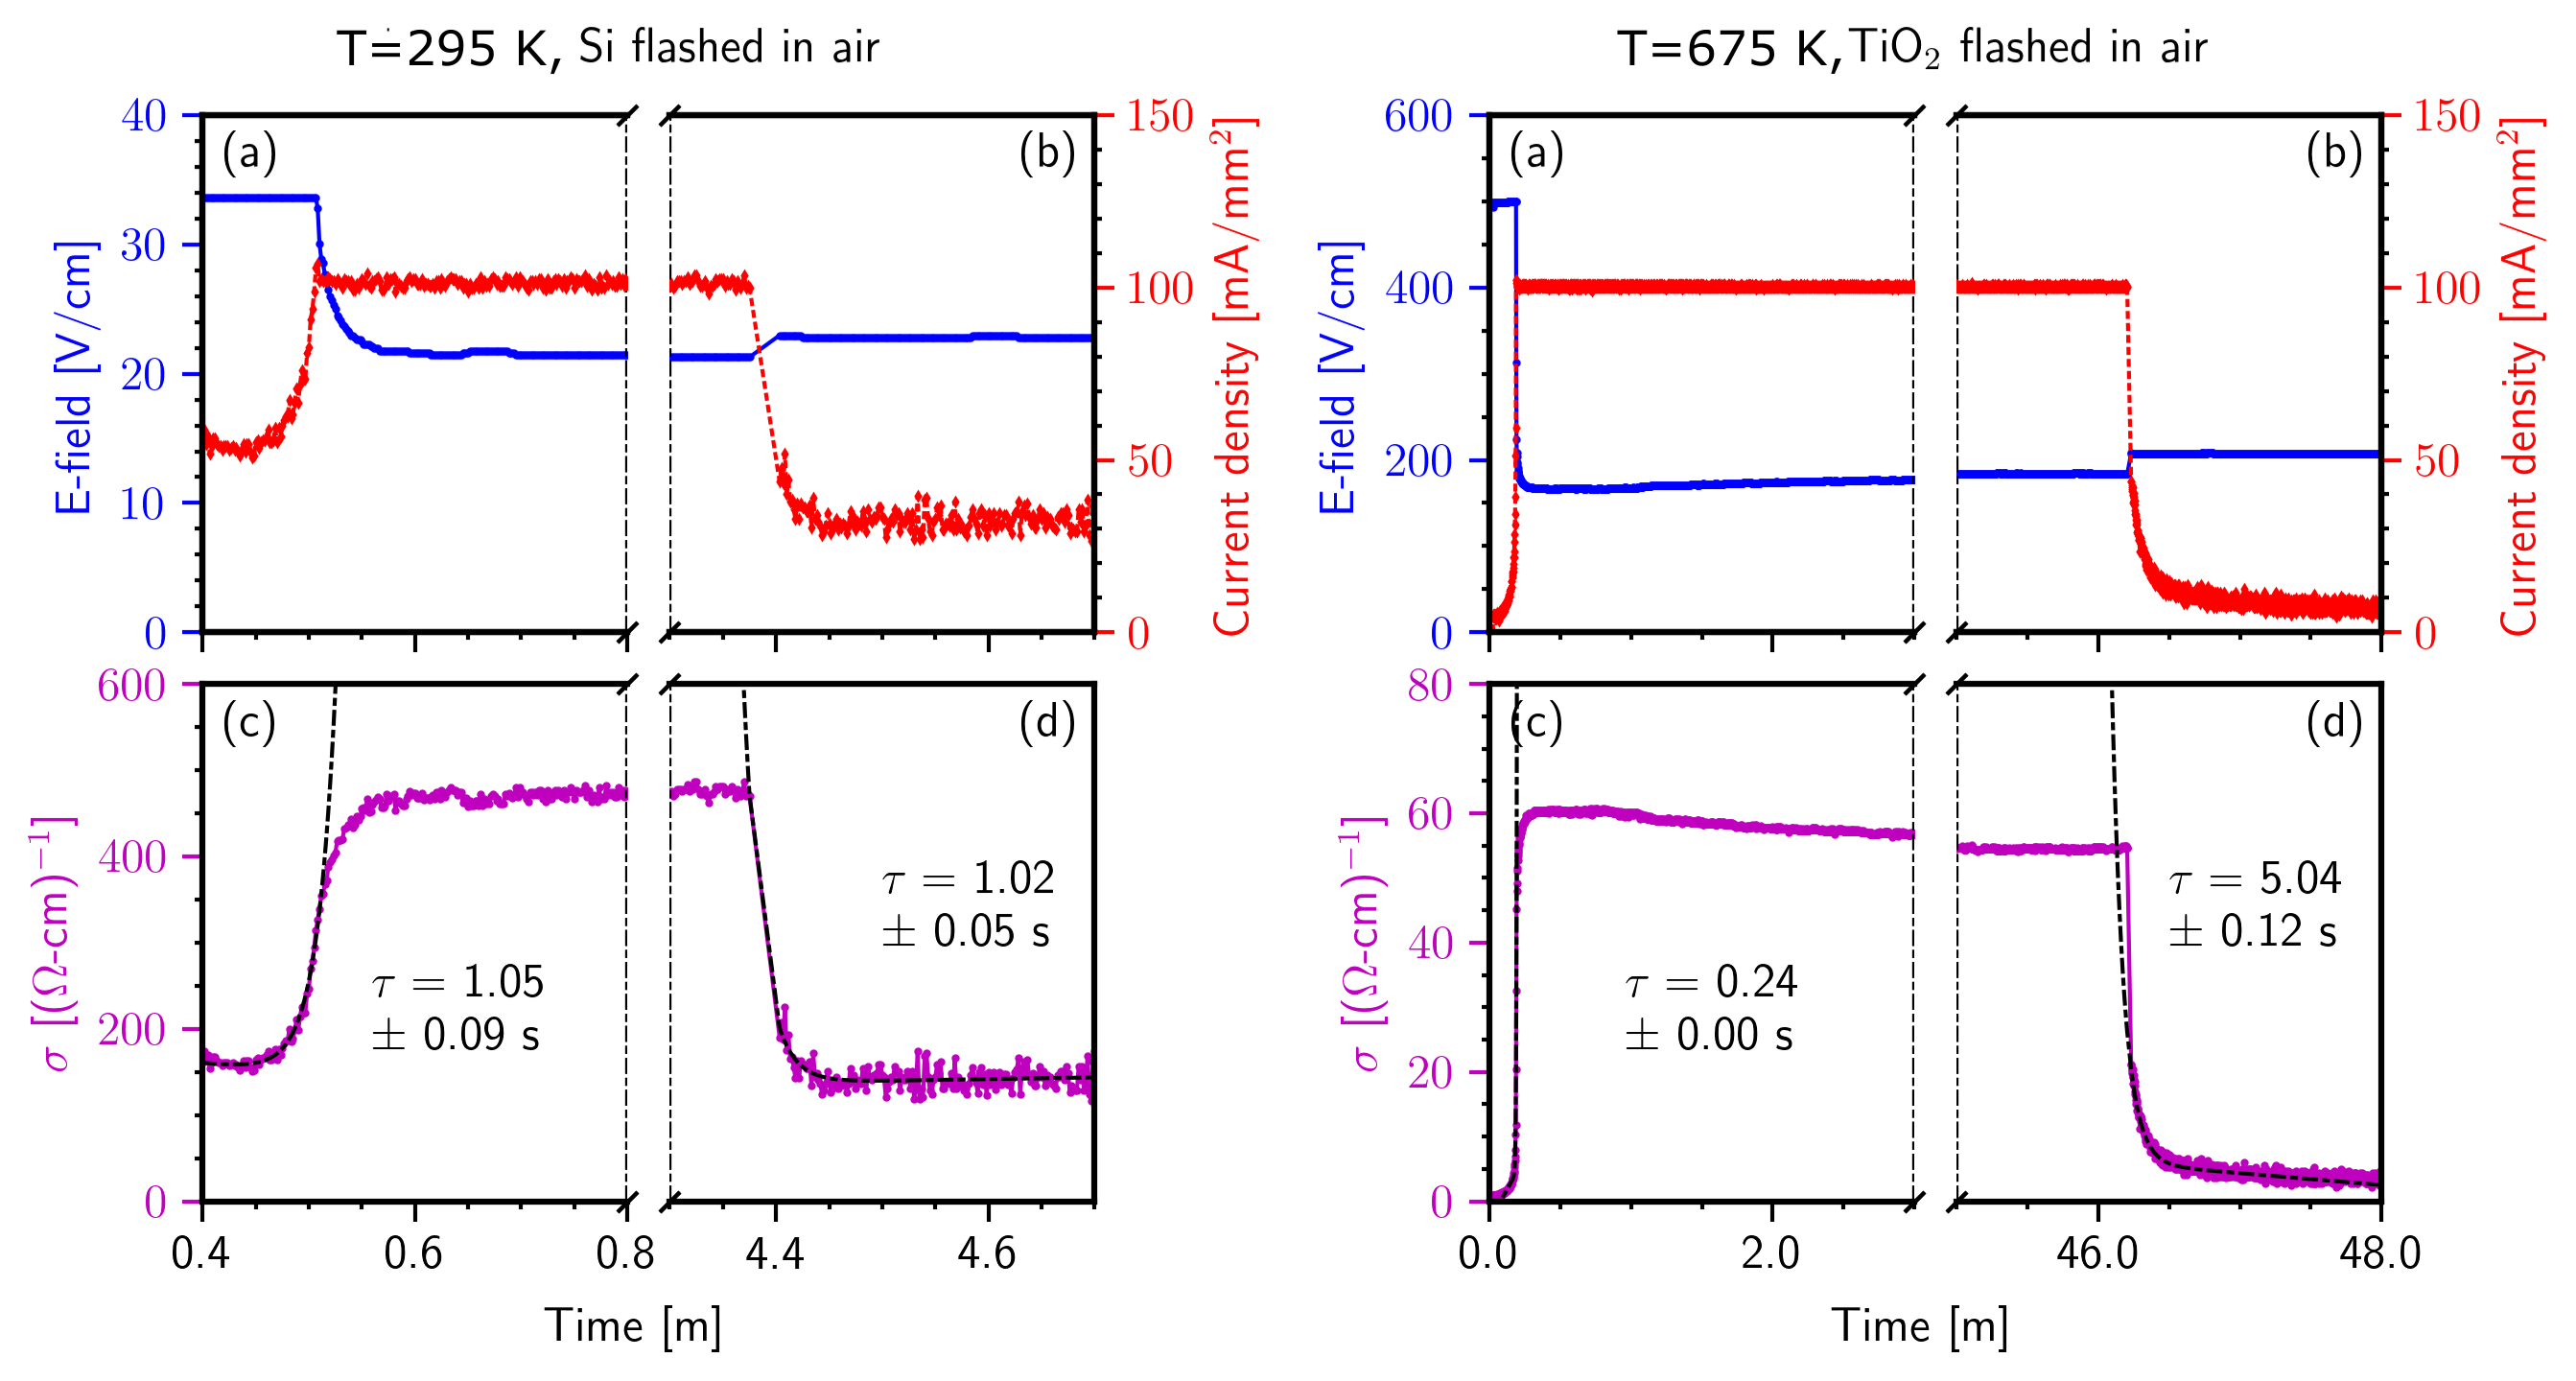 T=295 K, Si flashed in air
40
30
20
10
0
E-field [V/cm]
(a)
(b)
150
100
50
0
Current density [mA/mm²]
600
400
200
0
σ [(Ω-cm)⁻¹]
(c)
τ = 1.05
± 0.09 s
(d)
τ = 1.02
± 0.05 s
0.4
0.6
0.8
4.4
4.6
Time [m]
T=675 K, TiO₂ flashed in air
600
400
200
0
E-field [V/cm]
(a)
(b)
150
100
50
0
Current density [mA/mm²]
80
60
40
20
0
σ [(Ω-cm)⁻¹]
(c)
τ = 0.24
± 0.00 s
(d)
τ = 5.04
± 0.12 s
0.0
2.0
46.0
48.0
Time [m]